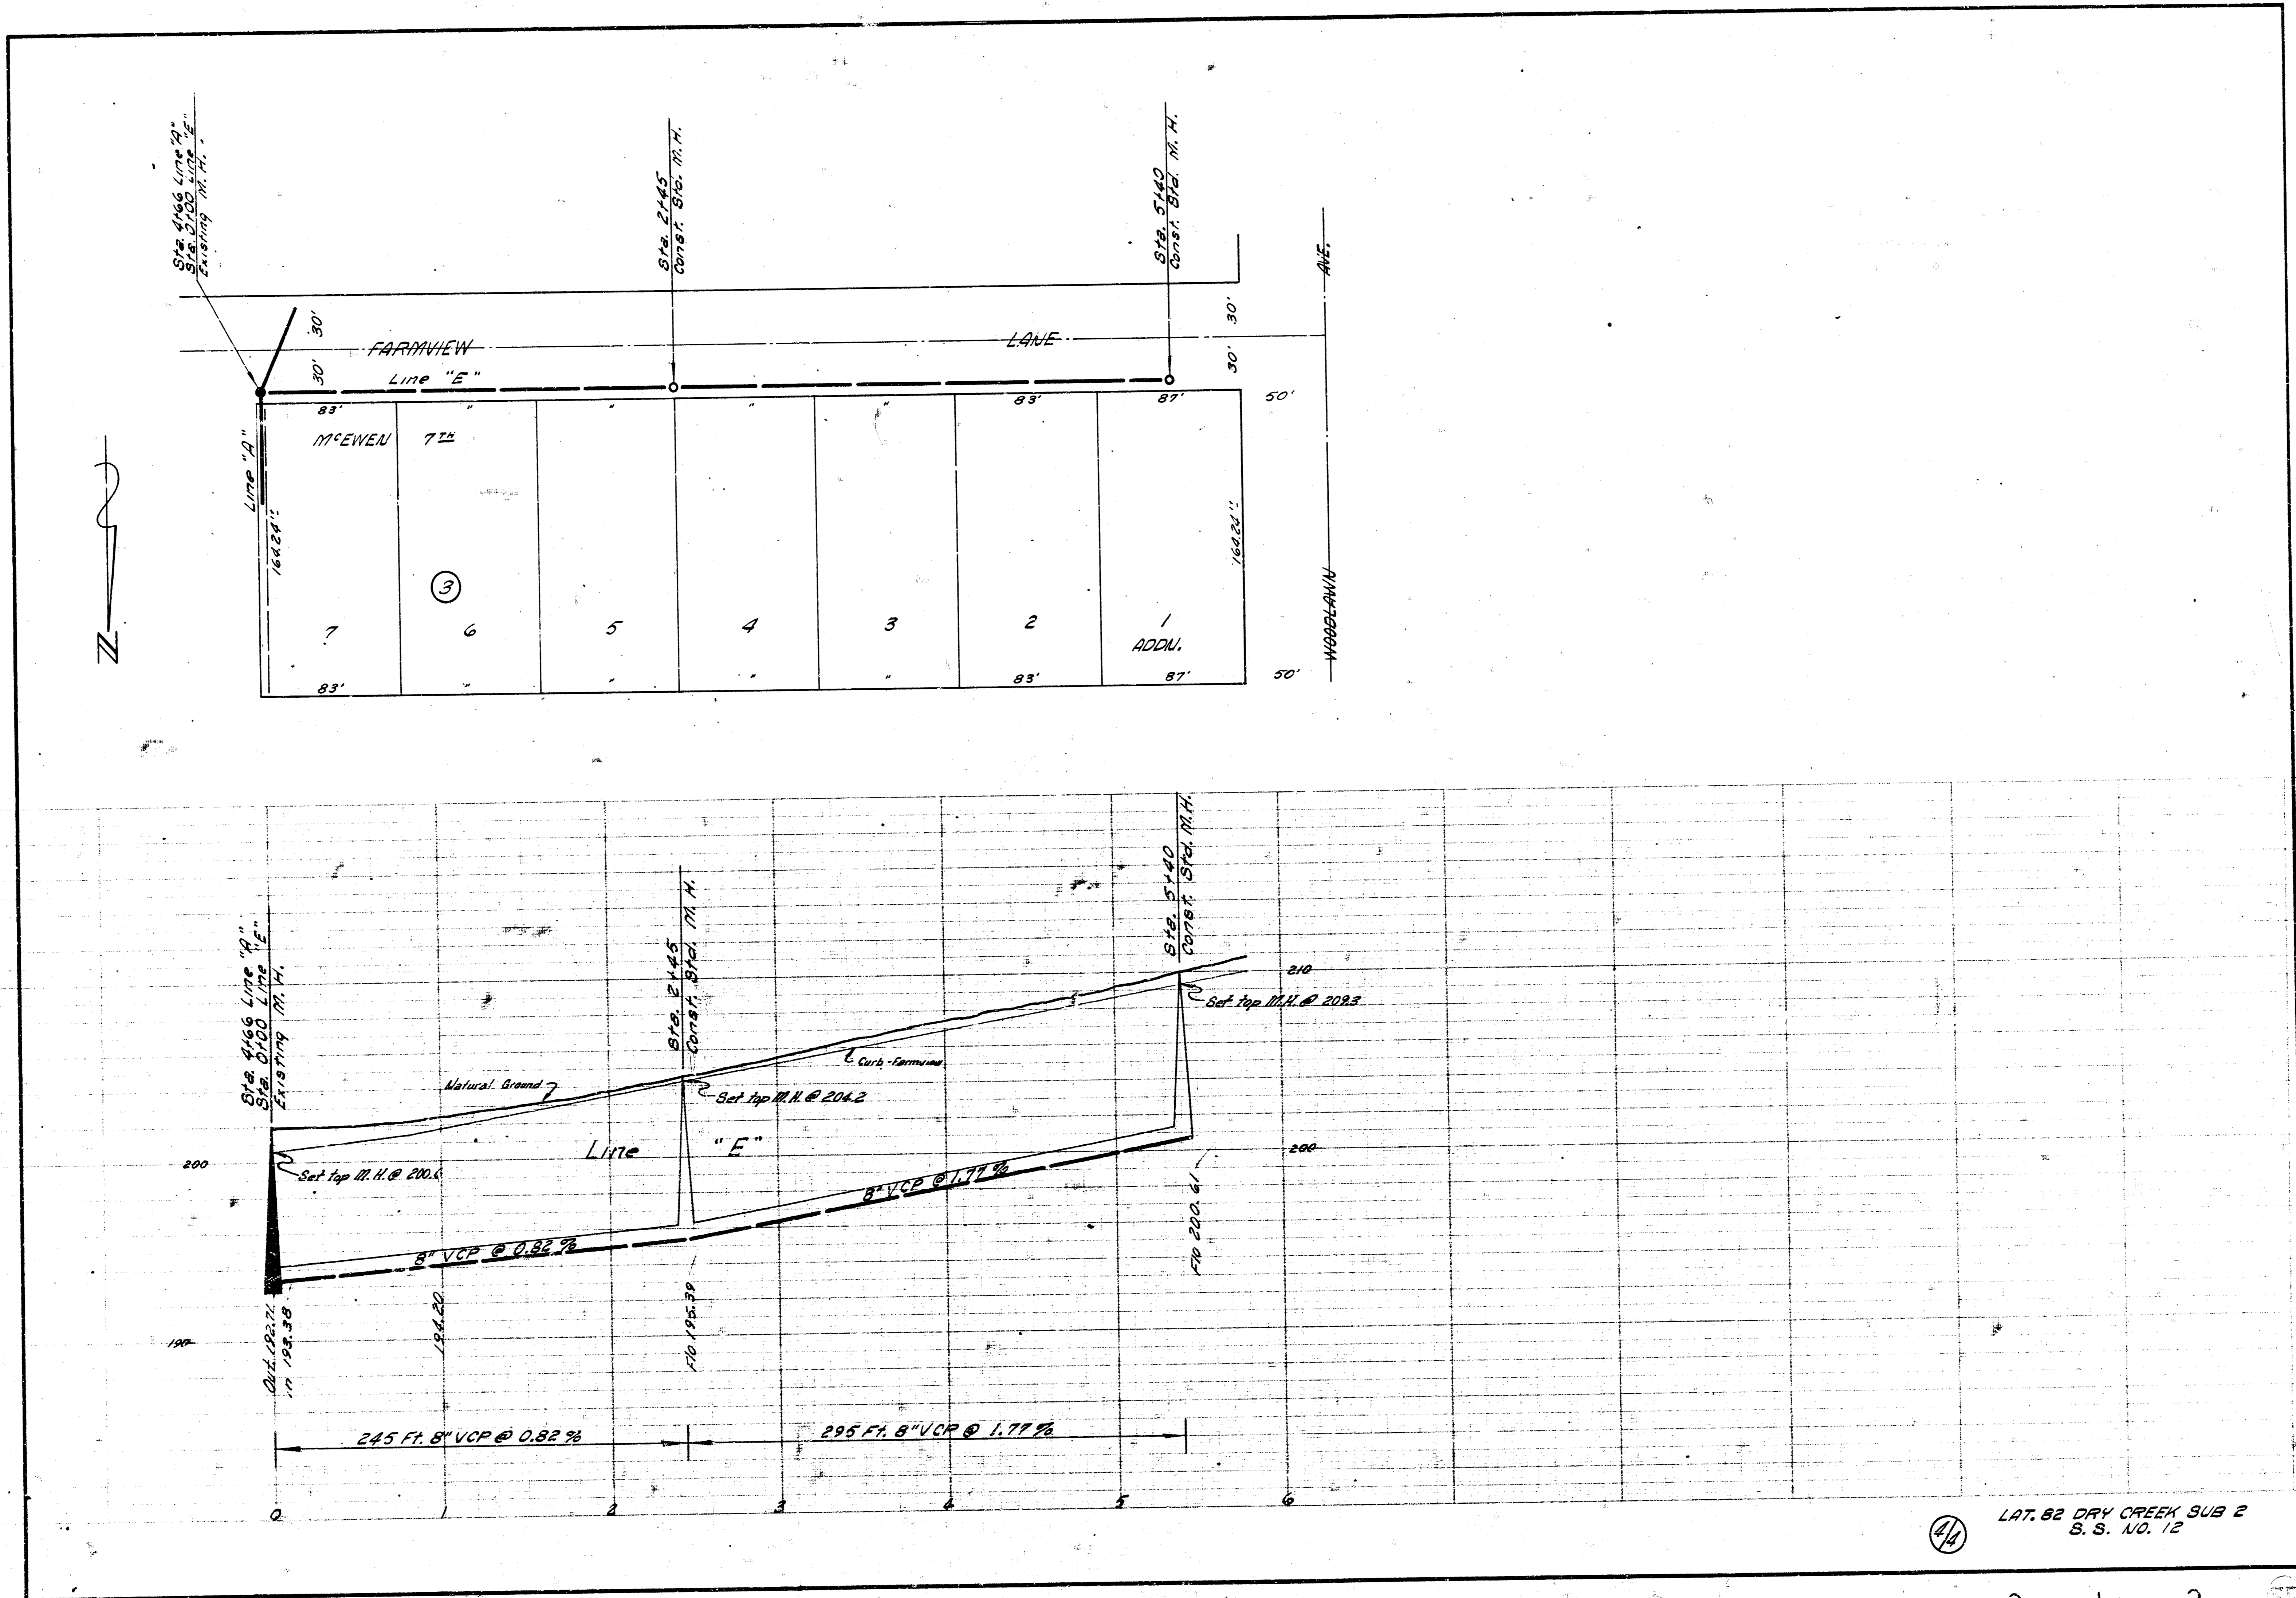 Sta. 4+66 Line "A"
Sta. 0+00 Line "E"
Existing M.H.
Sta. 2+45
Const. Std. M.H.
Sta. 5+40
Const. Std. M.H.
AVE.
30'
30'
FARMVIEW
LANE
30'
30'
Line "E"
83'
"
"
"
"
83'
87'
50'
McEWEN
7TH
Line "A"
164.24'±
164.24'±
3
7
6
5
4
3
2
1
ADDN.
WOODLAWN
N
83'
"
"
"
"
83'
87'
50'
Sta. 4+66 Line "A"
Sta. 0+00 Line "E"
Existing M.H.
Sta. 2+45
Const. Std. M.H.
Sta. 5+40
Const. Std. M.H.
210
Set top M.H. @ 209.3
Curb-Farmview
Natural Ground
Set top M.H. @ 204.2
Line "E"
200
200
Set top M.H. @ 200.6
8" VCP @ 1.77%
8" VCP @ 0.82%
190
Out 192.71
in 193.38
194.20
Flo 195.39
Flo 200.61
245 Ft. 8" VCP @ 0.82%
295 Ft. 8" VCP @ 1.77%
0
1
2
3
4
5
6
4/4
LAT. 82 DRY CREEK SUB 2
S.S. NO. 12